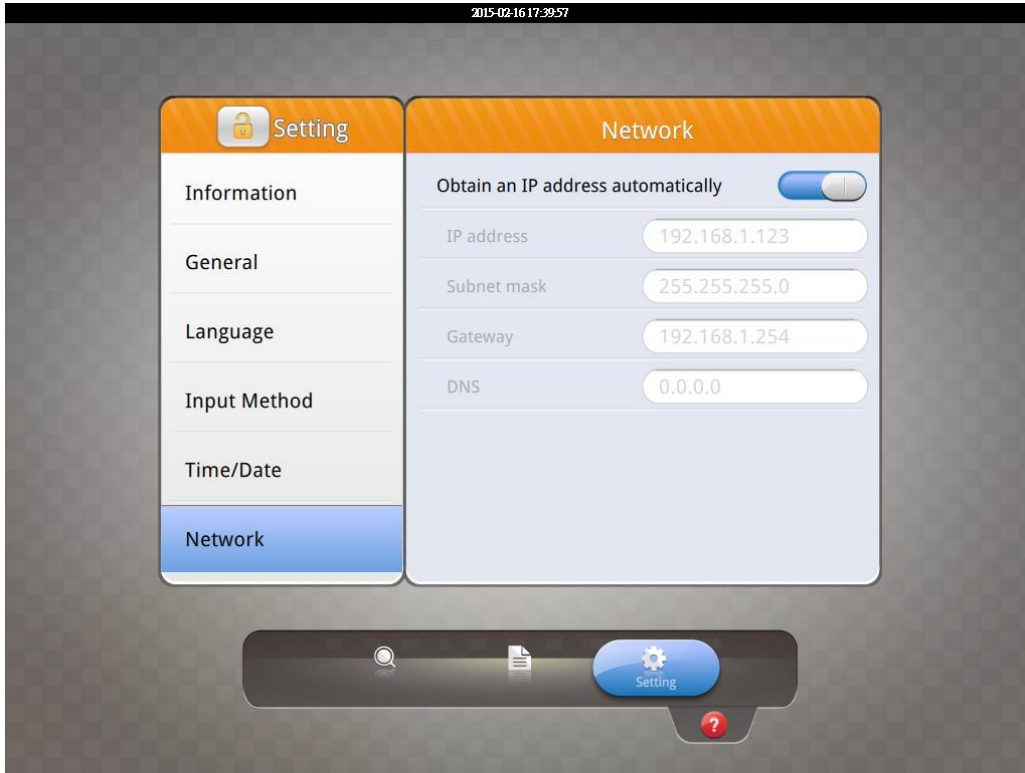 2015-02-16 17:39:57
Setting
Information
General
Language
Input Method
Time/Date
Network
Network
Obtain an IP address automatically
IP address 192.168.1.123
Subnet mask 255.255.255.0
Gateway 192.168.1.254
DNS 0.0.0.0
Setting
?